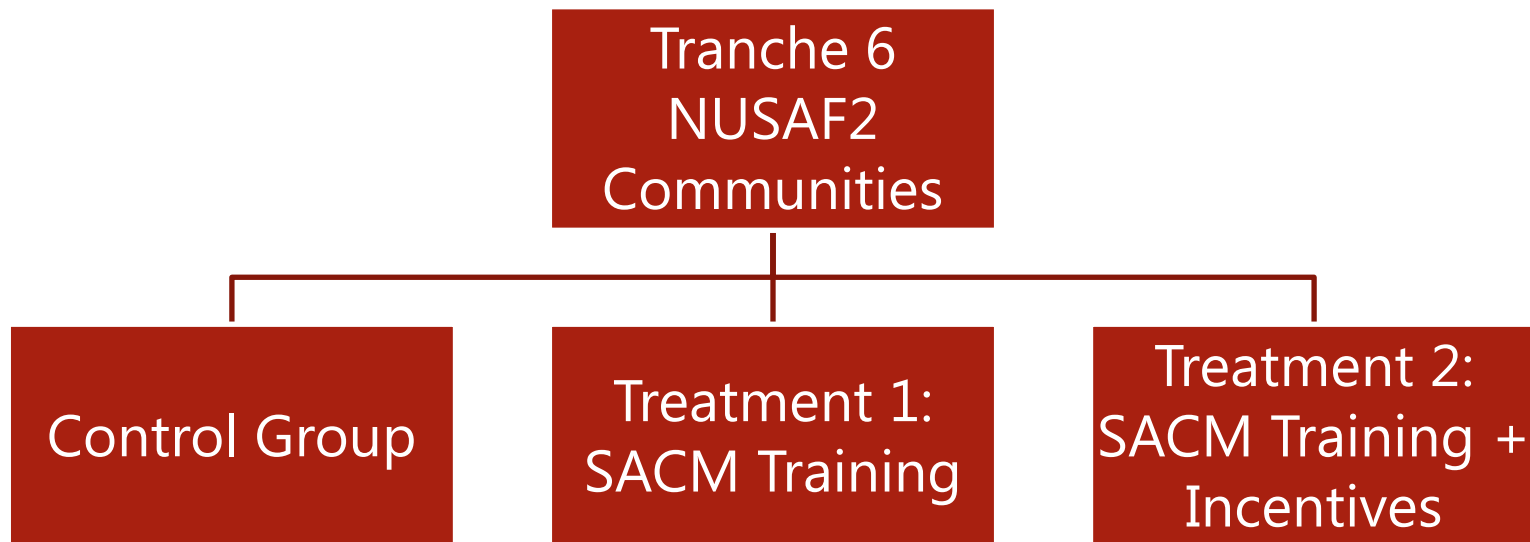 Tranche 6
NUSAF2
Communities
Control Group
Treatment 1:
SACM Training
Treatment 2:
SACM Training +
Incentives